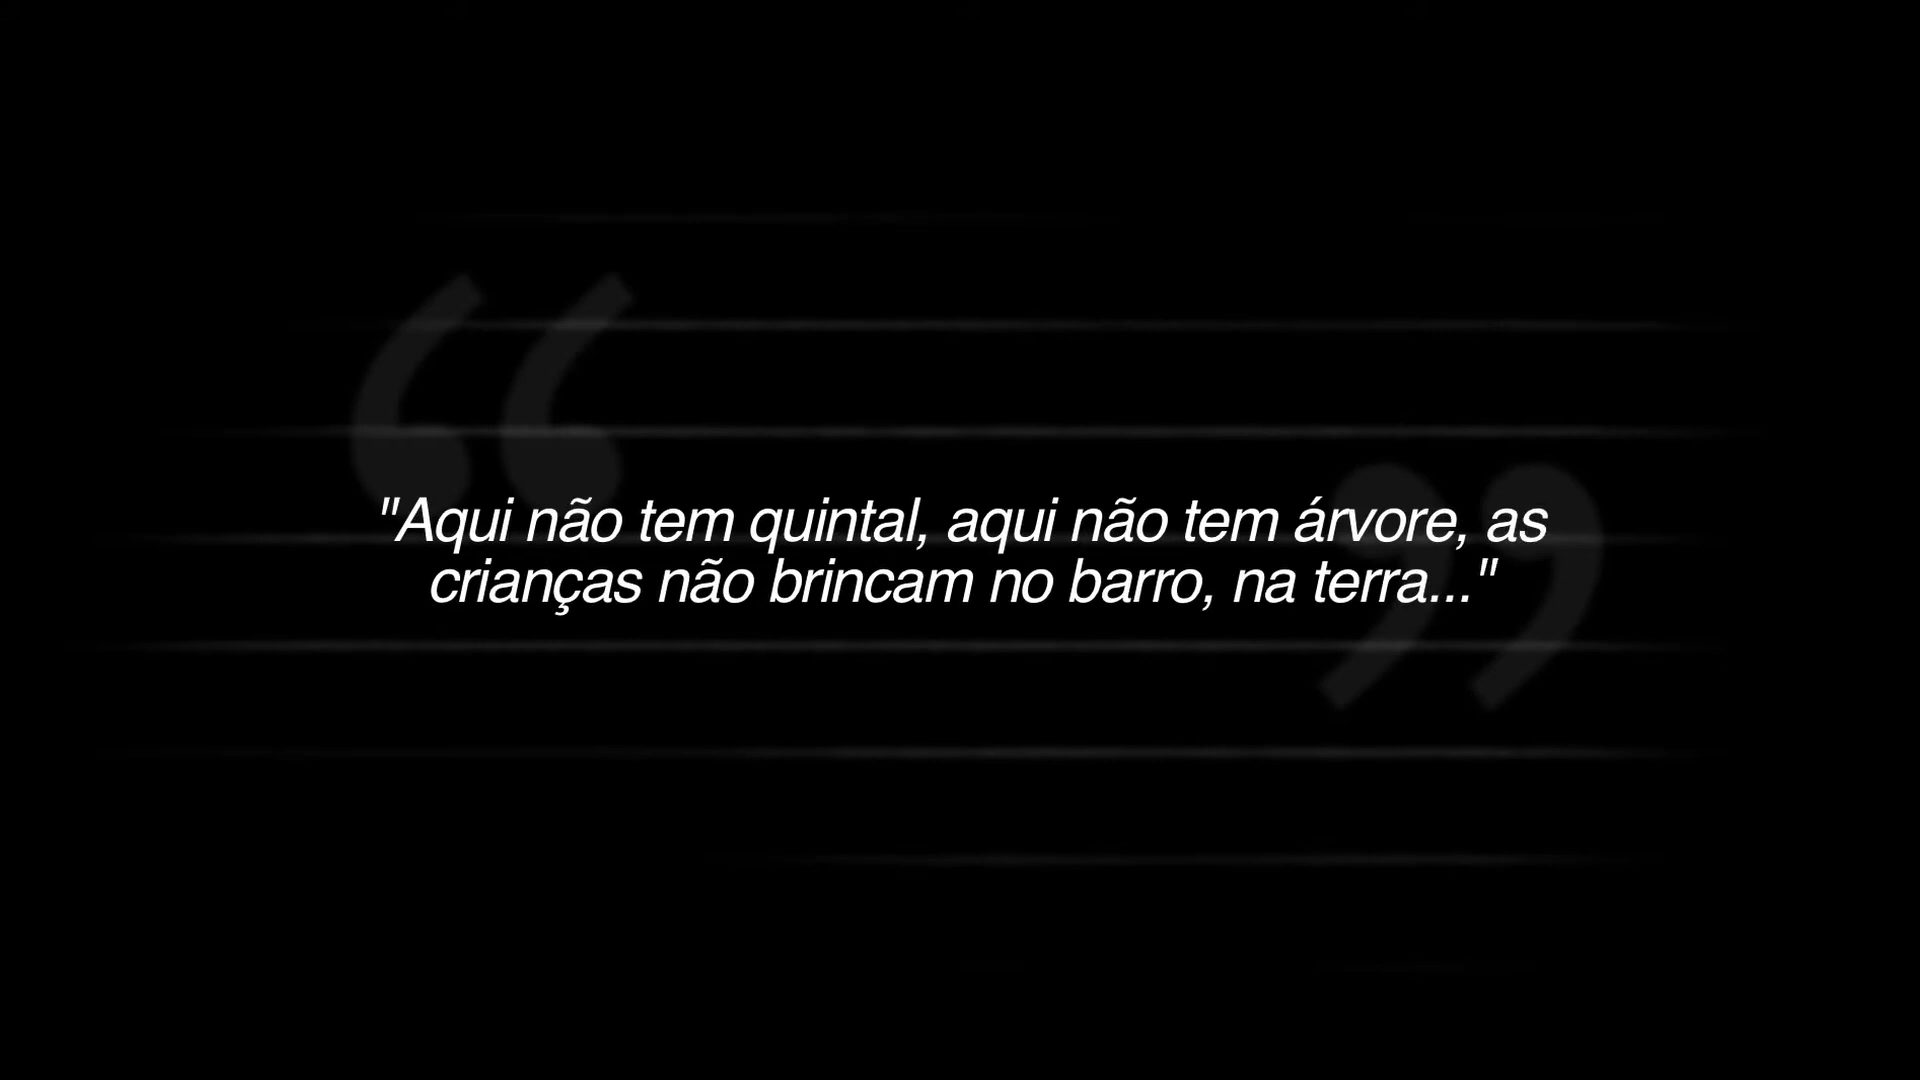 "Aqui não tem quintal, aqui não tem árvore, as
crianças não brincam no barro, na terra..."